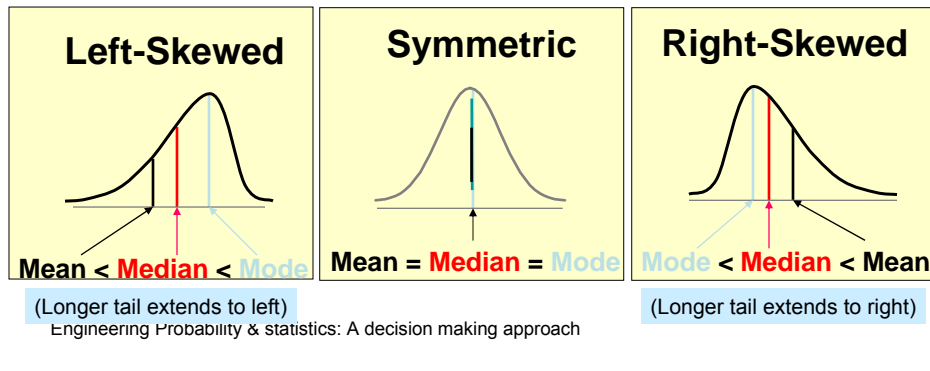 Left-Skewed
Mean < Median < Mode
(Longer tail extends to left)
Symmetric
Mean = Median = Mode
Right-Skewed
Mode < Median < Mean
(Longer tail extends to right)
Engineering Probability & statistics: A decision making approach